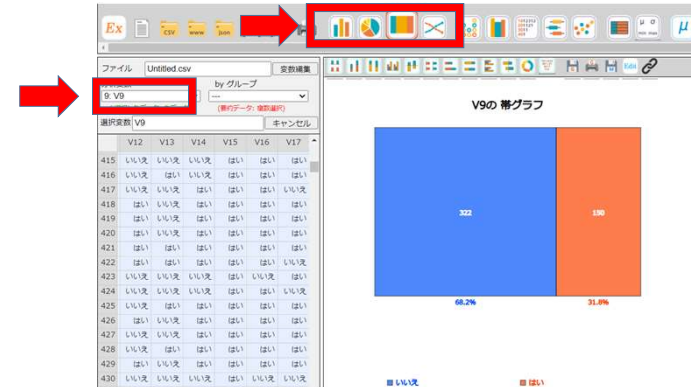 Ex
CSV
www
json
μ σ
min max
μ
ファイル Untitled.csv 変数編集
by グループ
9: V9
---
選択変数 V9 キャンセル
V12 V13 V14 V15 V16 V17
415 いいえ いいえ いいえ はい はい はい
416 いいえ はい いいえ はい はい はい
417 いいえ いいえ はい はい はい いいえ
418 はい いいえ はい はい はい はい
419 はい いいえ はい はい はい はい
420 はい いいえ はい はい はい はい
421 はい はい はい はい はい はい
422 はい はい はい はい はい いいえ
423 いいえ いいえ いいえ はい いいえ はい
424 いいえ いいえ いいえ はい はい いいえ
425 いいえ はい はい はい はい はい
426 はい いいえ はい はい はい はい
427 いいえ いいえ はい はい はい はい
428 いいえ はい はい はい はい はい
429 はい いいえ はい はい はい はい
430 いいえ いいえ いいえ はい いいえ いいえ
Edit
V9の 帯グラフ
322 150
68.2% 31.8%
いいえ はい